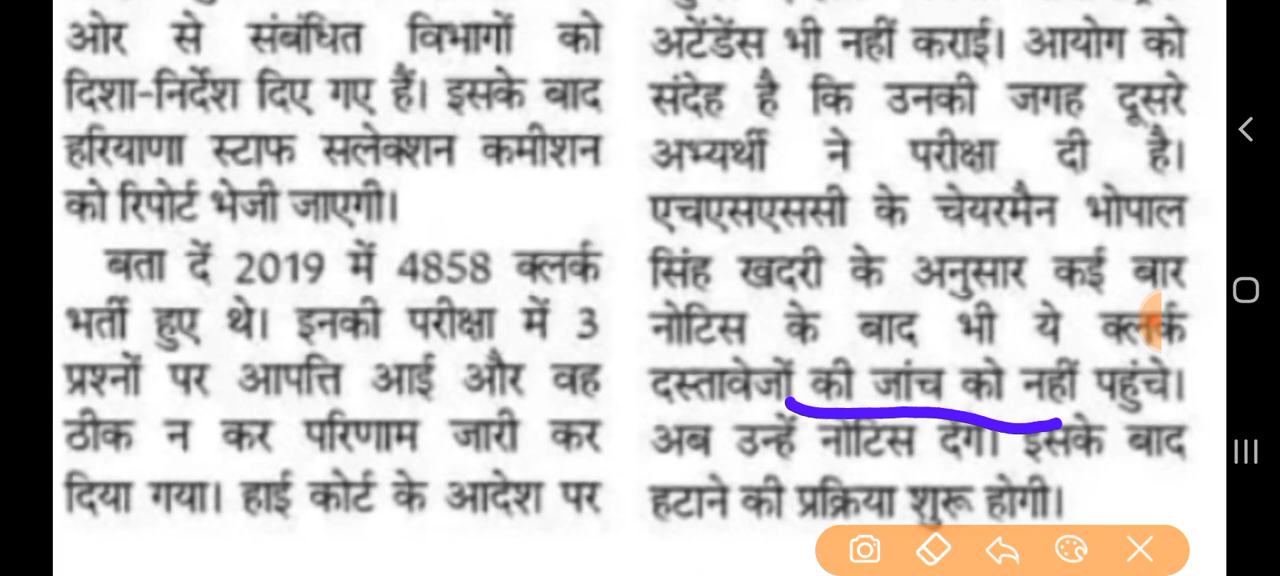 ओर से संबंधित विभागों को
दिशा-निर्देश दिए गए हैं। इसके बाद
हरियाणा स्टाफ सलेक्शन कमीशन
को रिपोर्ट भेजी जाएगी।
बता दें 2019 में 4858 क्लर्क
भर्ती हुए थे। इनकी परीक्षा में 3
प्रश्नों पर आपत्ति आई और वह
ठीक न कर परिणाम जारी कर
दिया गया। हाई कोर्ट के आदेश पर
अटेंडेंस भी नहीं कराई। आयोग को
संदेह है कि उनकी जगह दूसरे
अभ्यर्थी ने परीक्षा दी है।
एचएसएससी के चेयरमैन भोपाल
सिंह खदरी के अनुसार कई बार
नोटिस के बाद भी ये क्लर्क
दस्तावेजों की जांच को नहीं पहुंचे।
अब उन्हें नोटिस देंगे। इसके बाद
हटाने की प्रक्रिया शुरू होगी।